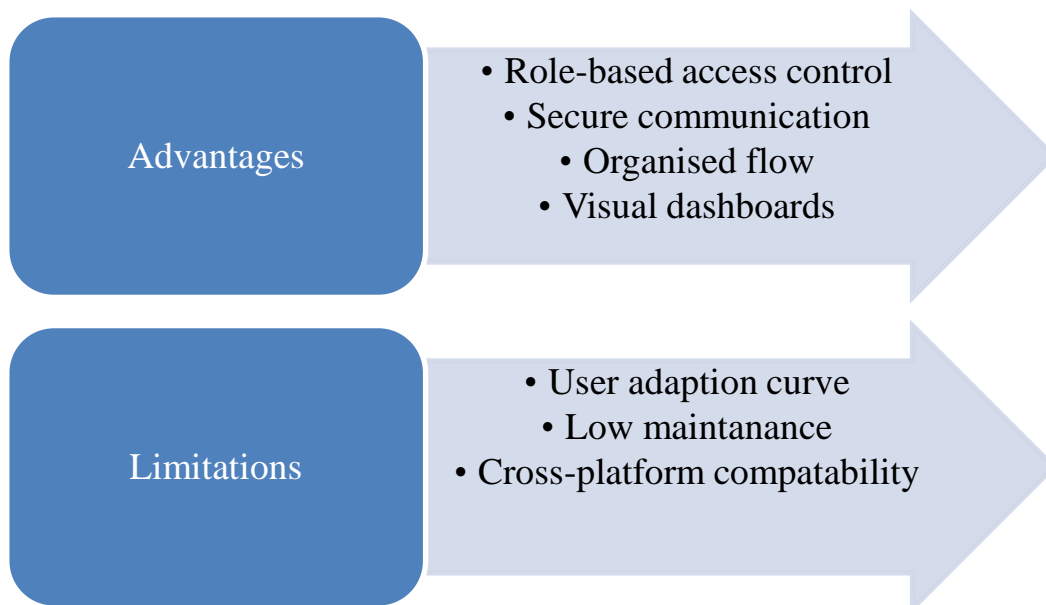 Advantages
• Role-based access control
• Secure communication
• Organised flow
• Visual dashboards
Limitations
• User adaption curve
• Low maintanance
• Cross-platform compatability